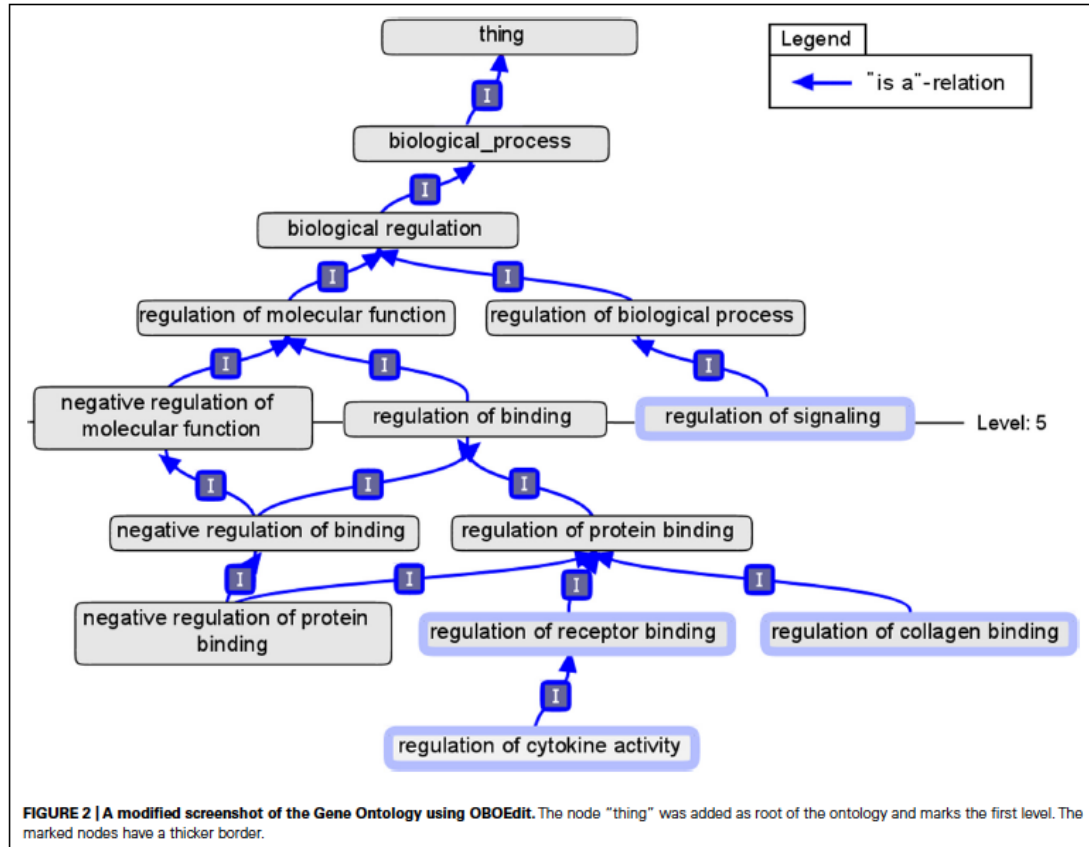 thing
Legend
"is a"-relation
I
biological_process
I
biological regulation
I
I
regulation of molecular function
regulation of biological process
I
I
I
negative regulation of
molecular function
regulation of binding
regulation of signaling
Level: 5
I
I
I
negative regulation of binding
regulation of protein binding
I
I
I
I
negative regulation of protein
binding
regulation of receptor binding
regulation of collagen binding
I
regulation of cytokine activity
FIGURE 2 | A modified screenshot of the Gene Ontology using OBOEdit. The node "thing" was added as root of the ontology and marks the first level. The
marked nodes have a thicker border.